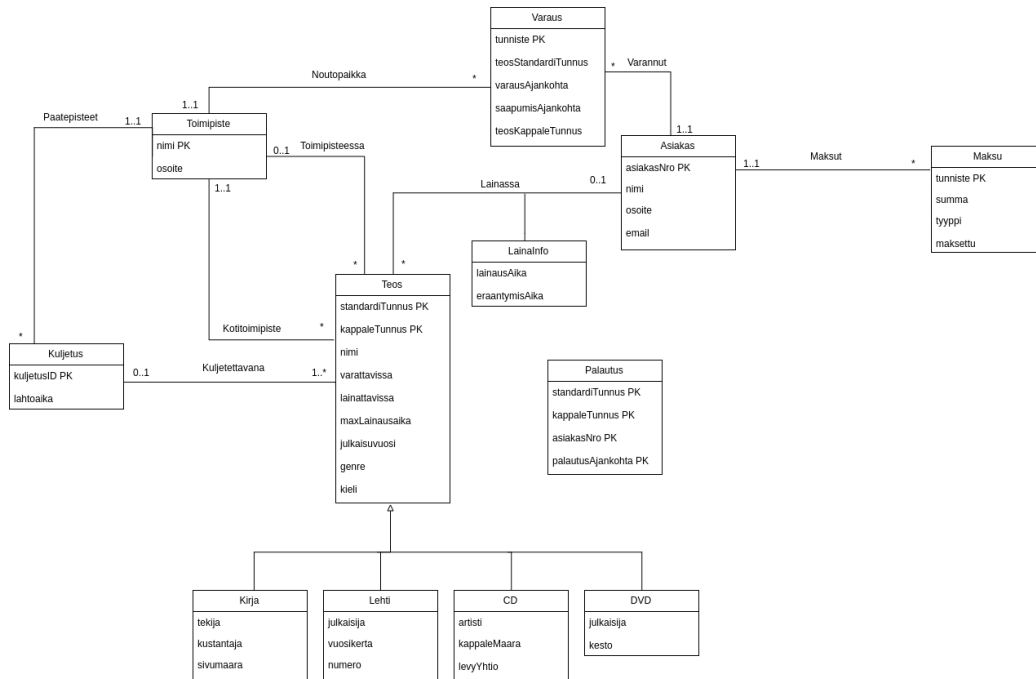 Varaus
tunniste PK
teosStandardiTunnus
varausAjankohta
saapumisAjankohta
teosKappaleTunnus
Noutopaikka
*
1..1
*
Varannut
1..1
Paatepisteet
1..1
*
Toimipiste
nimi PK
osoite
0..1
Toimipisteessa
*
1..1
Kotitoimipiste
*
Asiakas
asiakasNro PK
nimi
osoite
email
1..1
Maksut
*
Maksu
tunniste PK
summa
tyyppi
maksettu
Lainassa
0..1
*
LainaInfo
lainausAika
eraantymisAika
Teos
standardiTunnus PK
kappaleTunnus PK
nimi
varattavissa
lainattavissa
maxLainausaika
julkaisuvuosi
genre
kieli
Kuljetus
kuljetusID PK
lahtoaika
0..1
Kuljetettavana
1..*
Palautus
standardiTunnus PK
kappaleTunnus PK
asiakasNro PK
palautusAjankohta PK
Kirja
tekija
kustantaja
sivumaara
Lehti
julkaisija
vuosikerta
numero
CD
artisti
kappaleMaara
levyYhtio
DVD
julkaisija
kesto